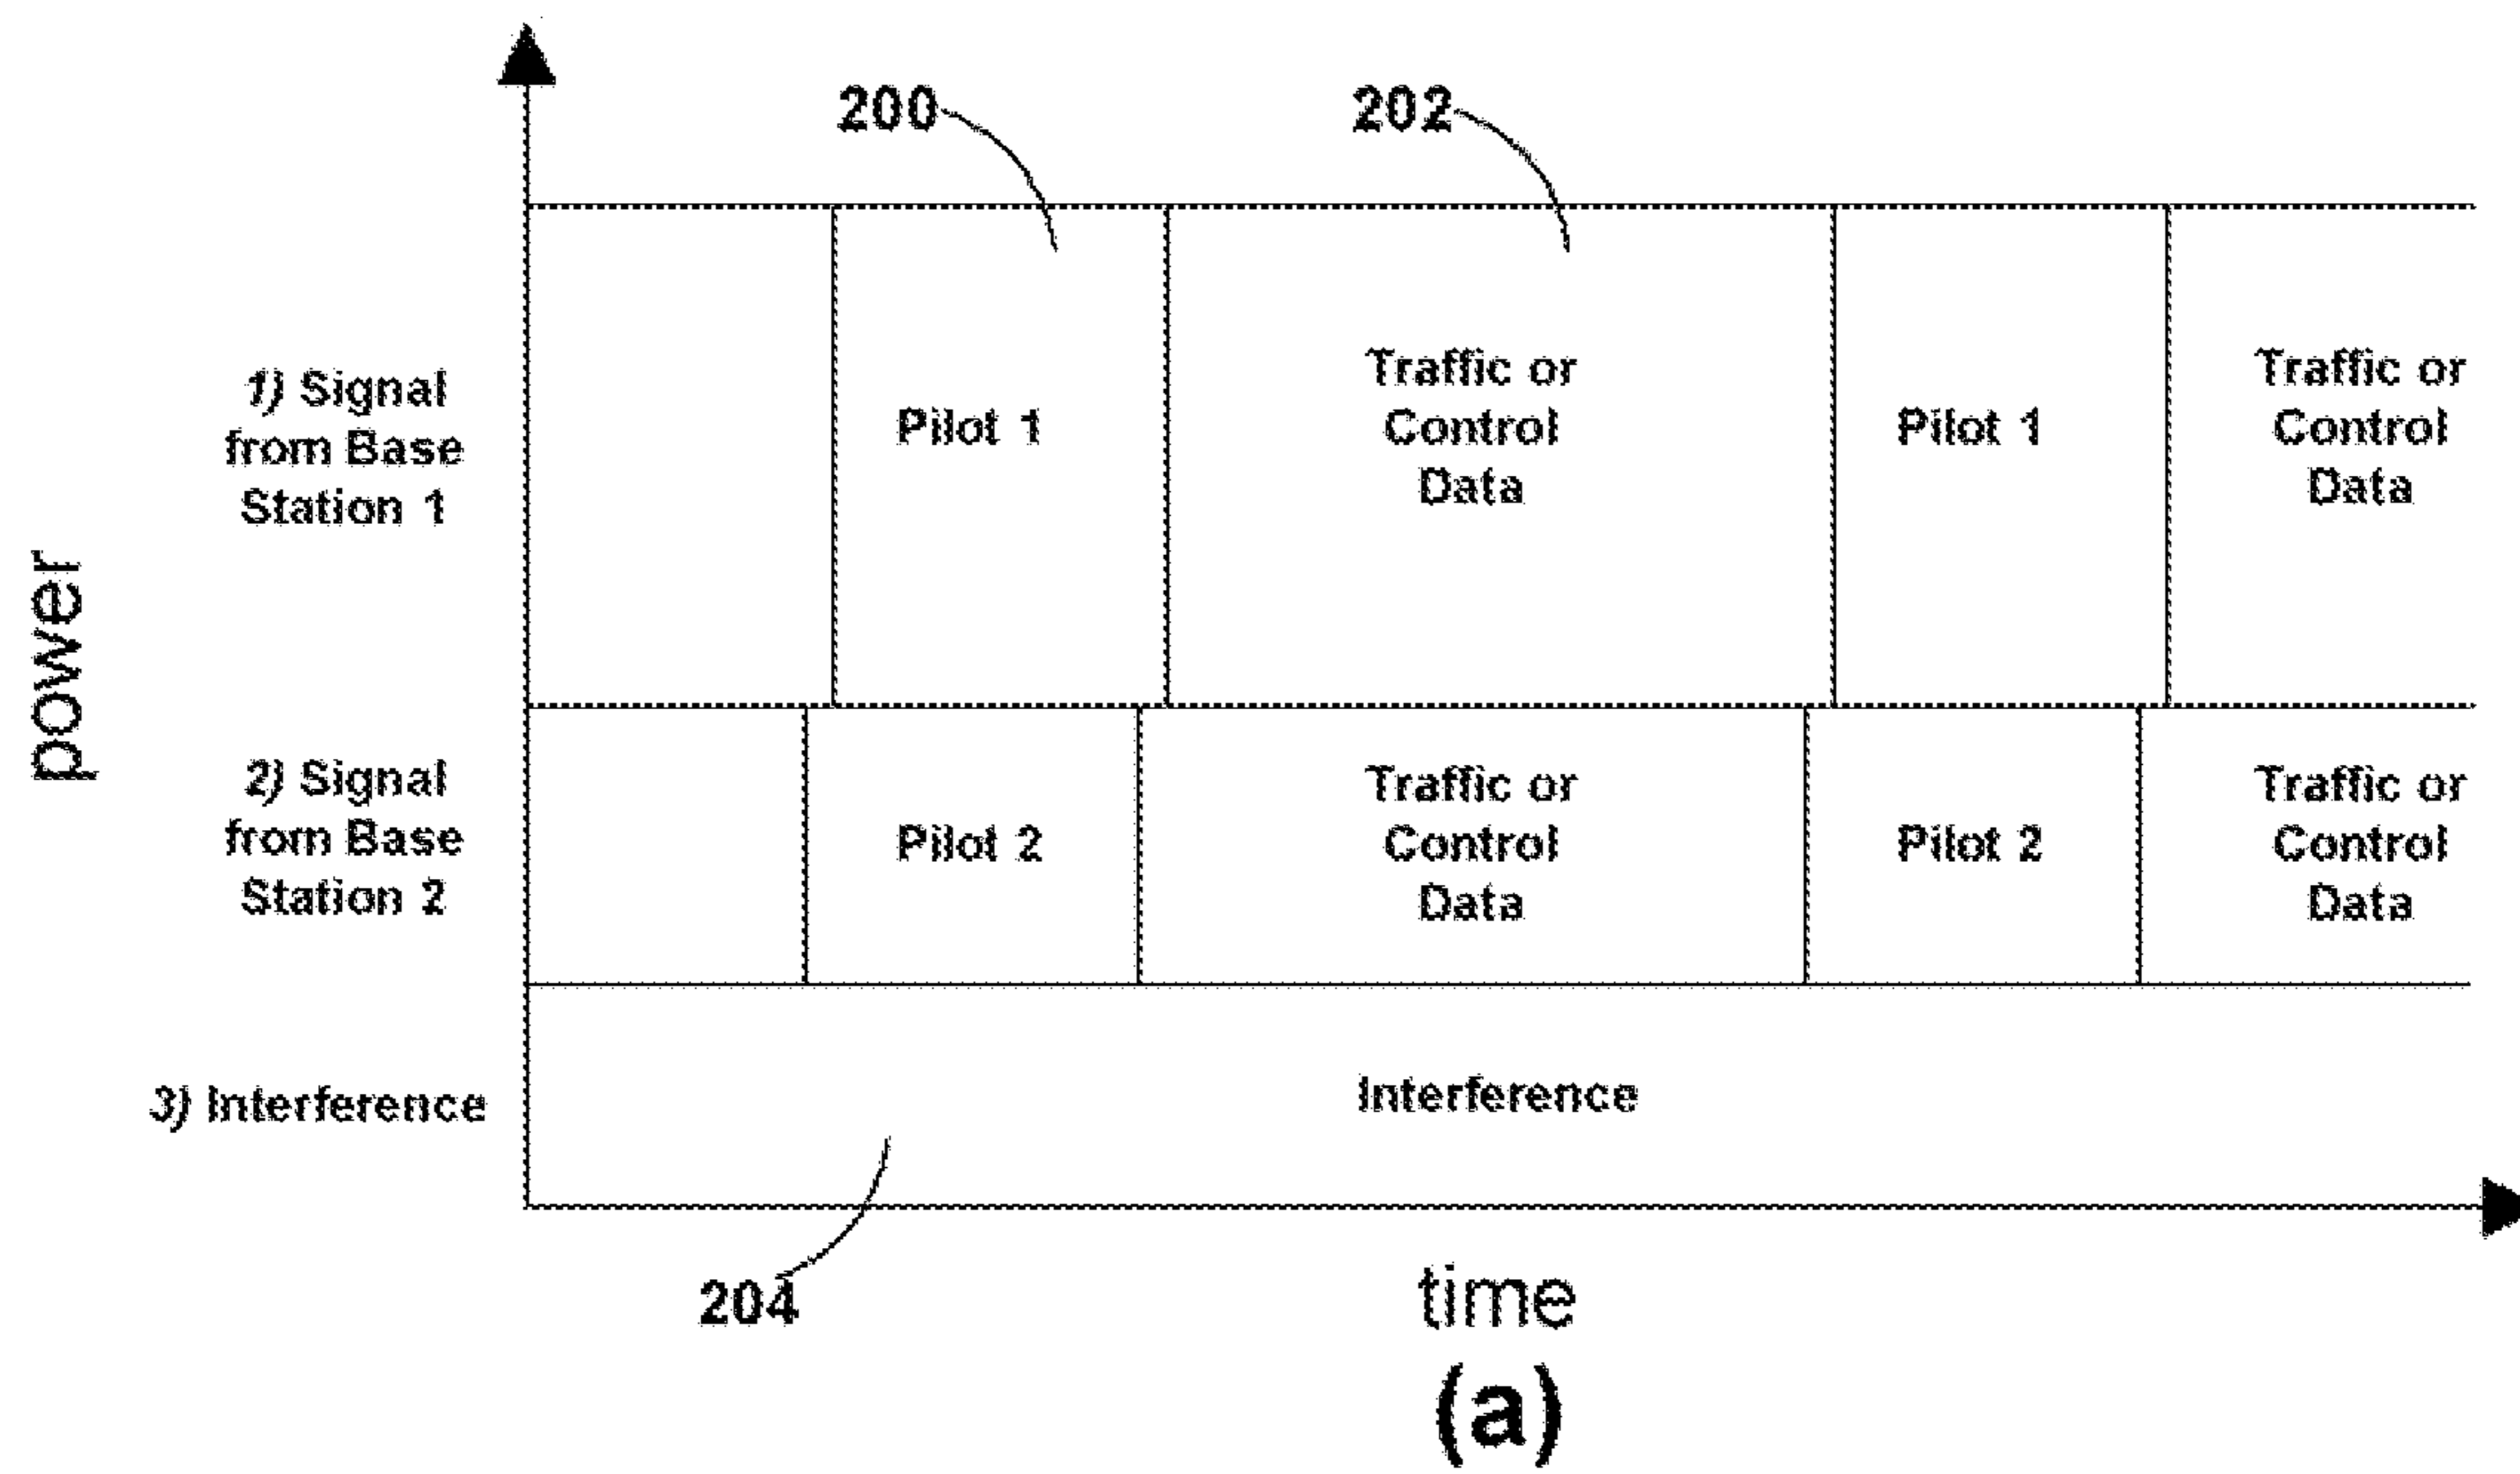 200
202
power
1) Signal
from Base
Station 1
Pilot 1
Traffic or
Control
Data
Pilot 1
Traffic or
Control
Data
2) Signal
from Base
Station 2
Pilot 2
Traffic or
Control
Data
Pilot 2
Traffic or
Control
Data
3) Interference
Interference
204
time
(a)